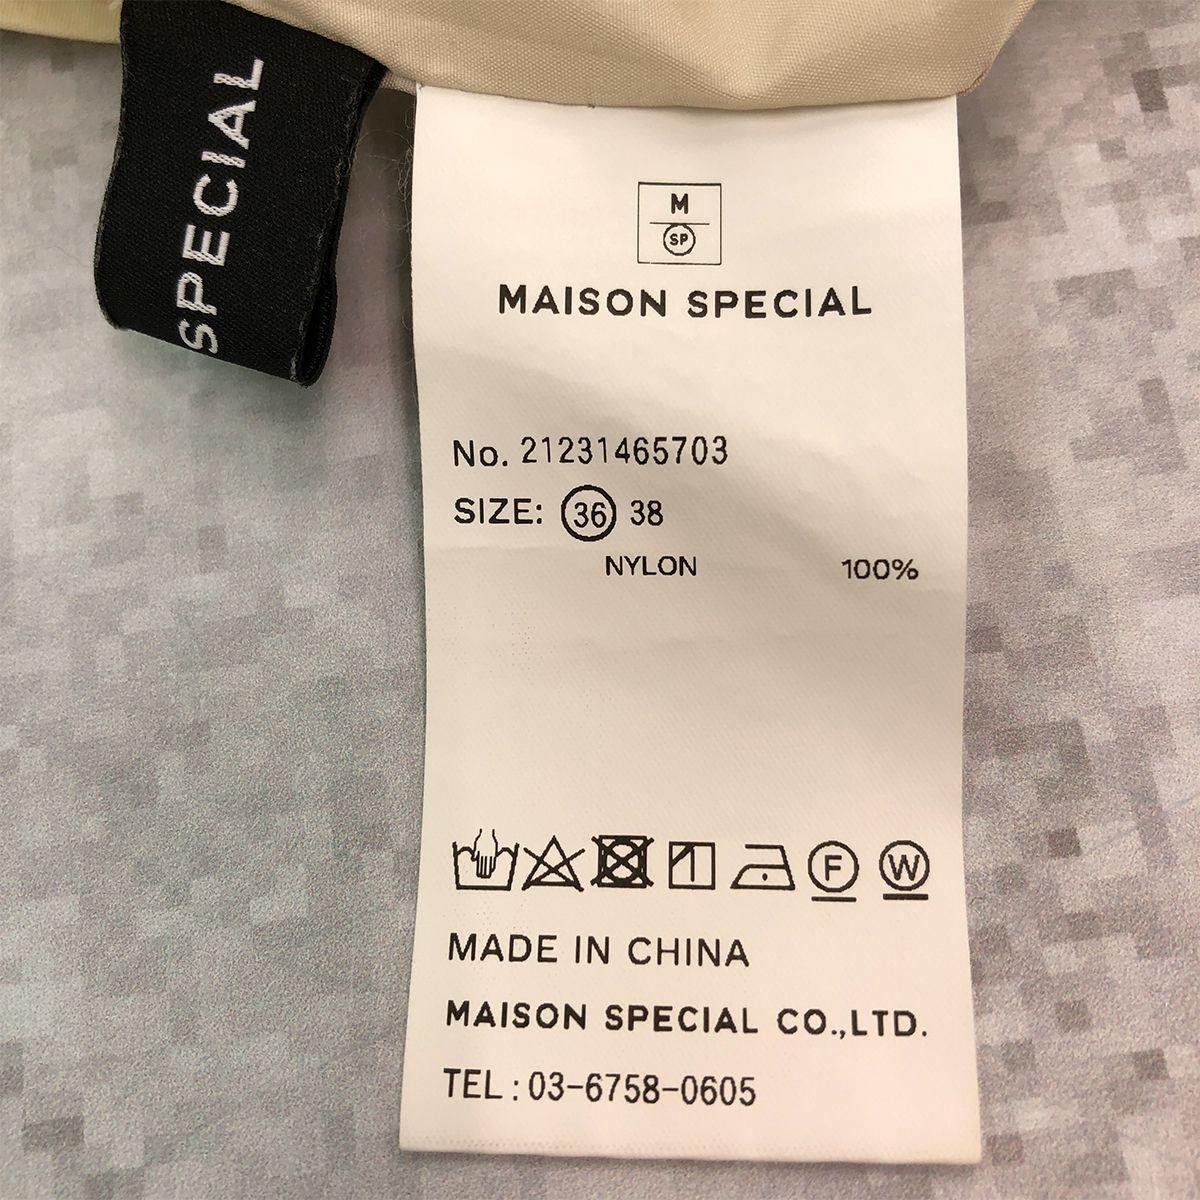 SPECIAL
M
SP
MAISON SPECIAL
No. 21231465703
SIZE: 36 38
NYLON 100%
F W
MADE IN CHINA
MAISON SPECIAL CO.,LTD.
TEL : 03-6758-0605